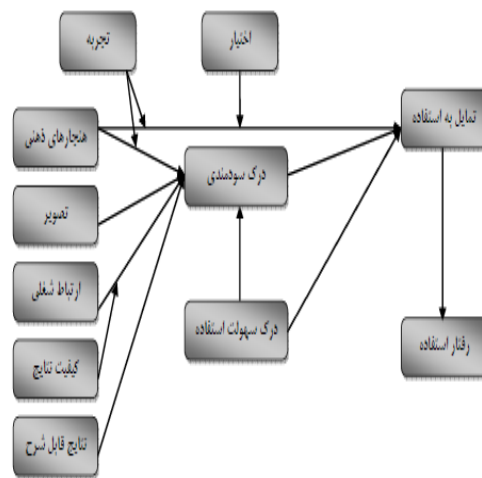 تجربه
اختیار
هنجارهای ذهنی
تمایل به استفاده
درک سودمندی
تصویر
ارتباط شغلی
درک سهولت استفاده
رفتار استفاده
کیفیت نتایج
نتایج قابل شرح